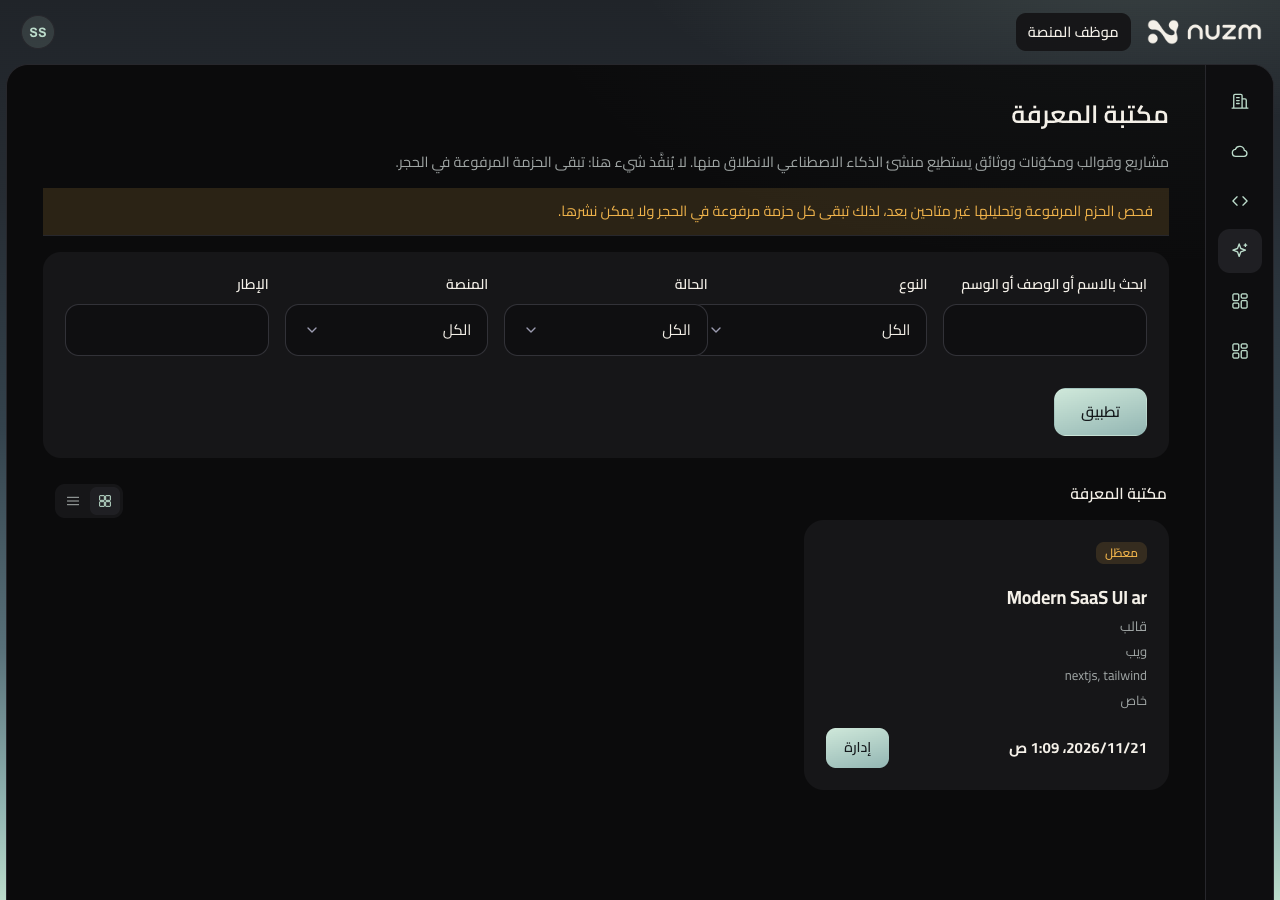 nuzm
موظف المنصة
SS
مكتبة المعرفة
مشاريع وقوالب ومكوّنات ووثائق يستطيع منشئ الذكاء الاصطناعي الانطلاق منها. لا يُنفَّذ شيء هنا: تبقى الحزمة المرفوعة في الحجر.
فحص الحزم المرفوعة وتحليلها غير متاحين بعد، لذلك تبقى كل حزمة مرفوعة في الحجر ولا يمكن نشرها.
ابحث بالاسم أو الوصف أو الوسم
النوع
الحالة
المنصة
الإطار
الكل
الكل
الكل
تطبيق
مكتبة المعرفة
معطّل
Modern SaaS UI ar
قالب
ويب
nextjs, tailwind
خاص
2026/11/21، 1:09 ص
إدارة